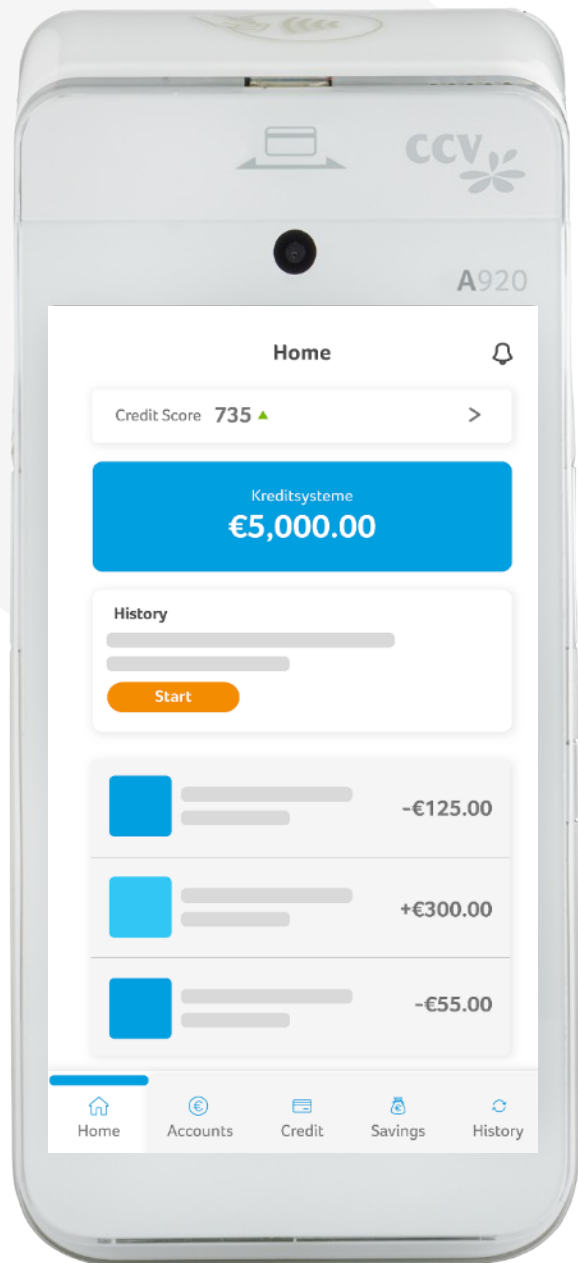 CCV
A920
Home
Credit Score 735
Kreditsysteme
€5,000.00
History
Start
-€125.00
+€300.00
-€55.00
Home Accounts Credit Savings History